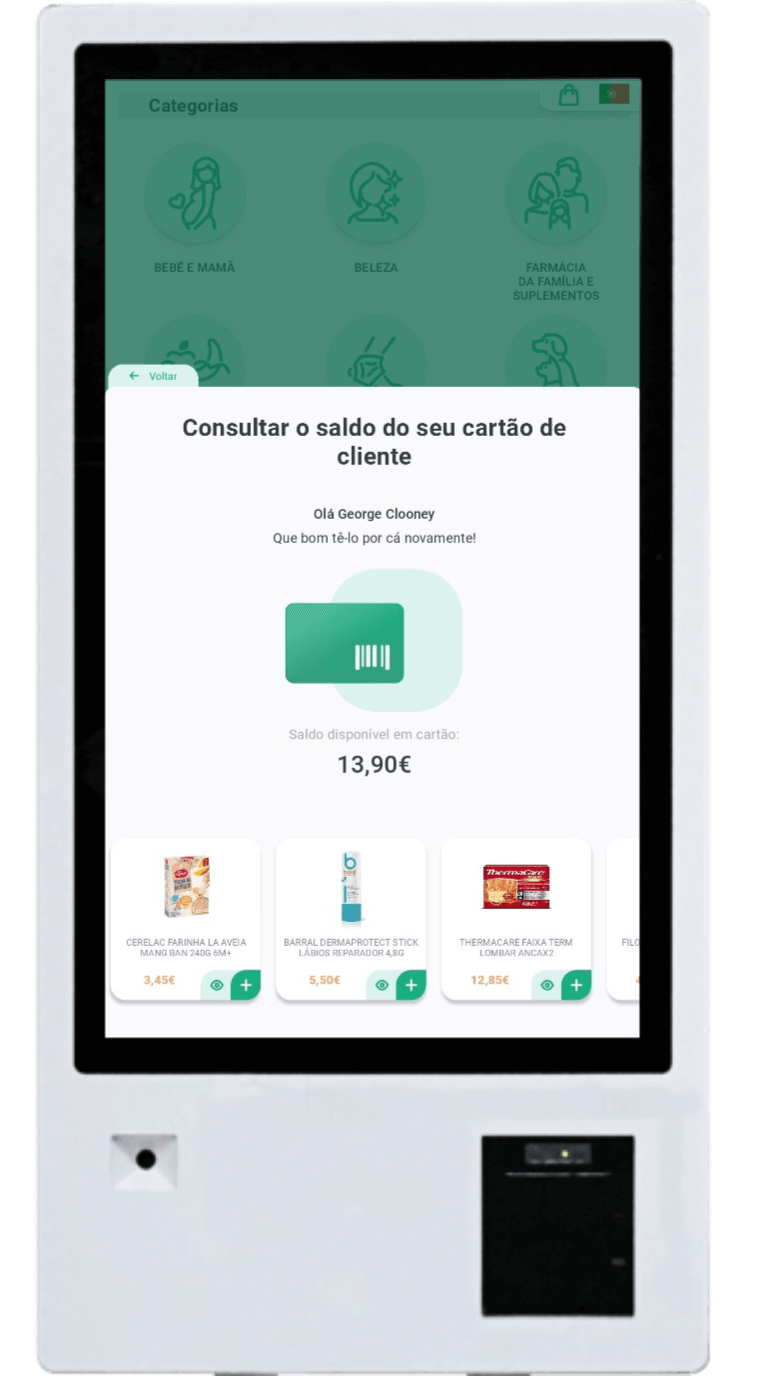 Categorias
BEBÉ E MAMÃ
BELEZA
FARMÁCIA
DA FAMÍLIA E
SUPLEMENTOS
Voltar
Consultar o saldo do seu cartão de
cliente
Olá George Clooney
Que bom tê-lo por cá novamente!
Saldo disponível em cartão:
13,90€
CERELAC FARINHA LA AVEIA
MANG BAN 240G 6M+
3,45€
b
BARRAL DERMAPROTECT STICK
LÁBIOS REPARADOR 4,8G
5,50€
ThermaCare
THERMACARE FAIXA TERM
LOMBAR ANCAX2
12,85€
FILO